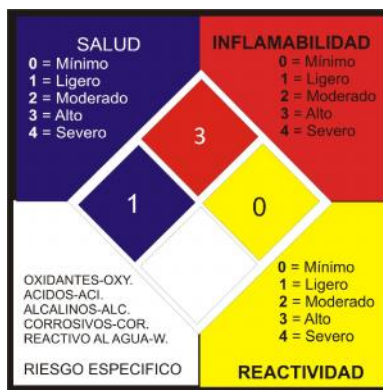 SALUD
0 = Mínimo
1 = Ligero
2 = Moderado
3 = Alto
4 = Severo
INFLAMABILIDAD
0 = Mínimo
1 = Ligero
2 = Moderado
3 = Alto
4 = Severo
3
1
0
OXIDANTES-OXY.
ACIDOS-ACI.
ALCALINOS-ALC.
CORROSIVOS-COR.
REACTIVO AL AGUA-W.
RIESGO ESPECIFICO
0 = Mínimo
1 = Ligero
2 = Moderado
3 = Alto
4 = Severo
REACTIVIDAD